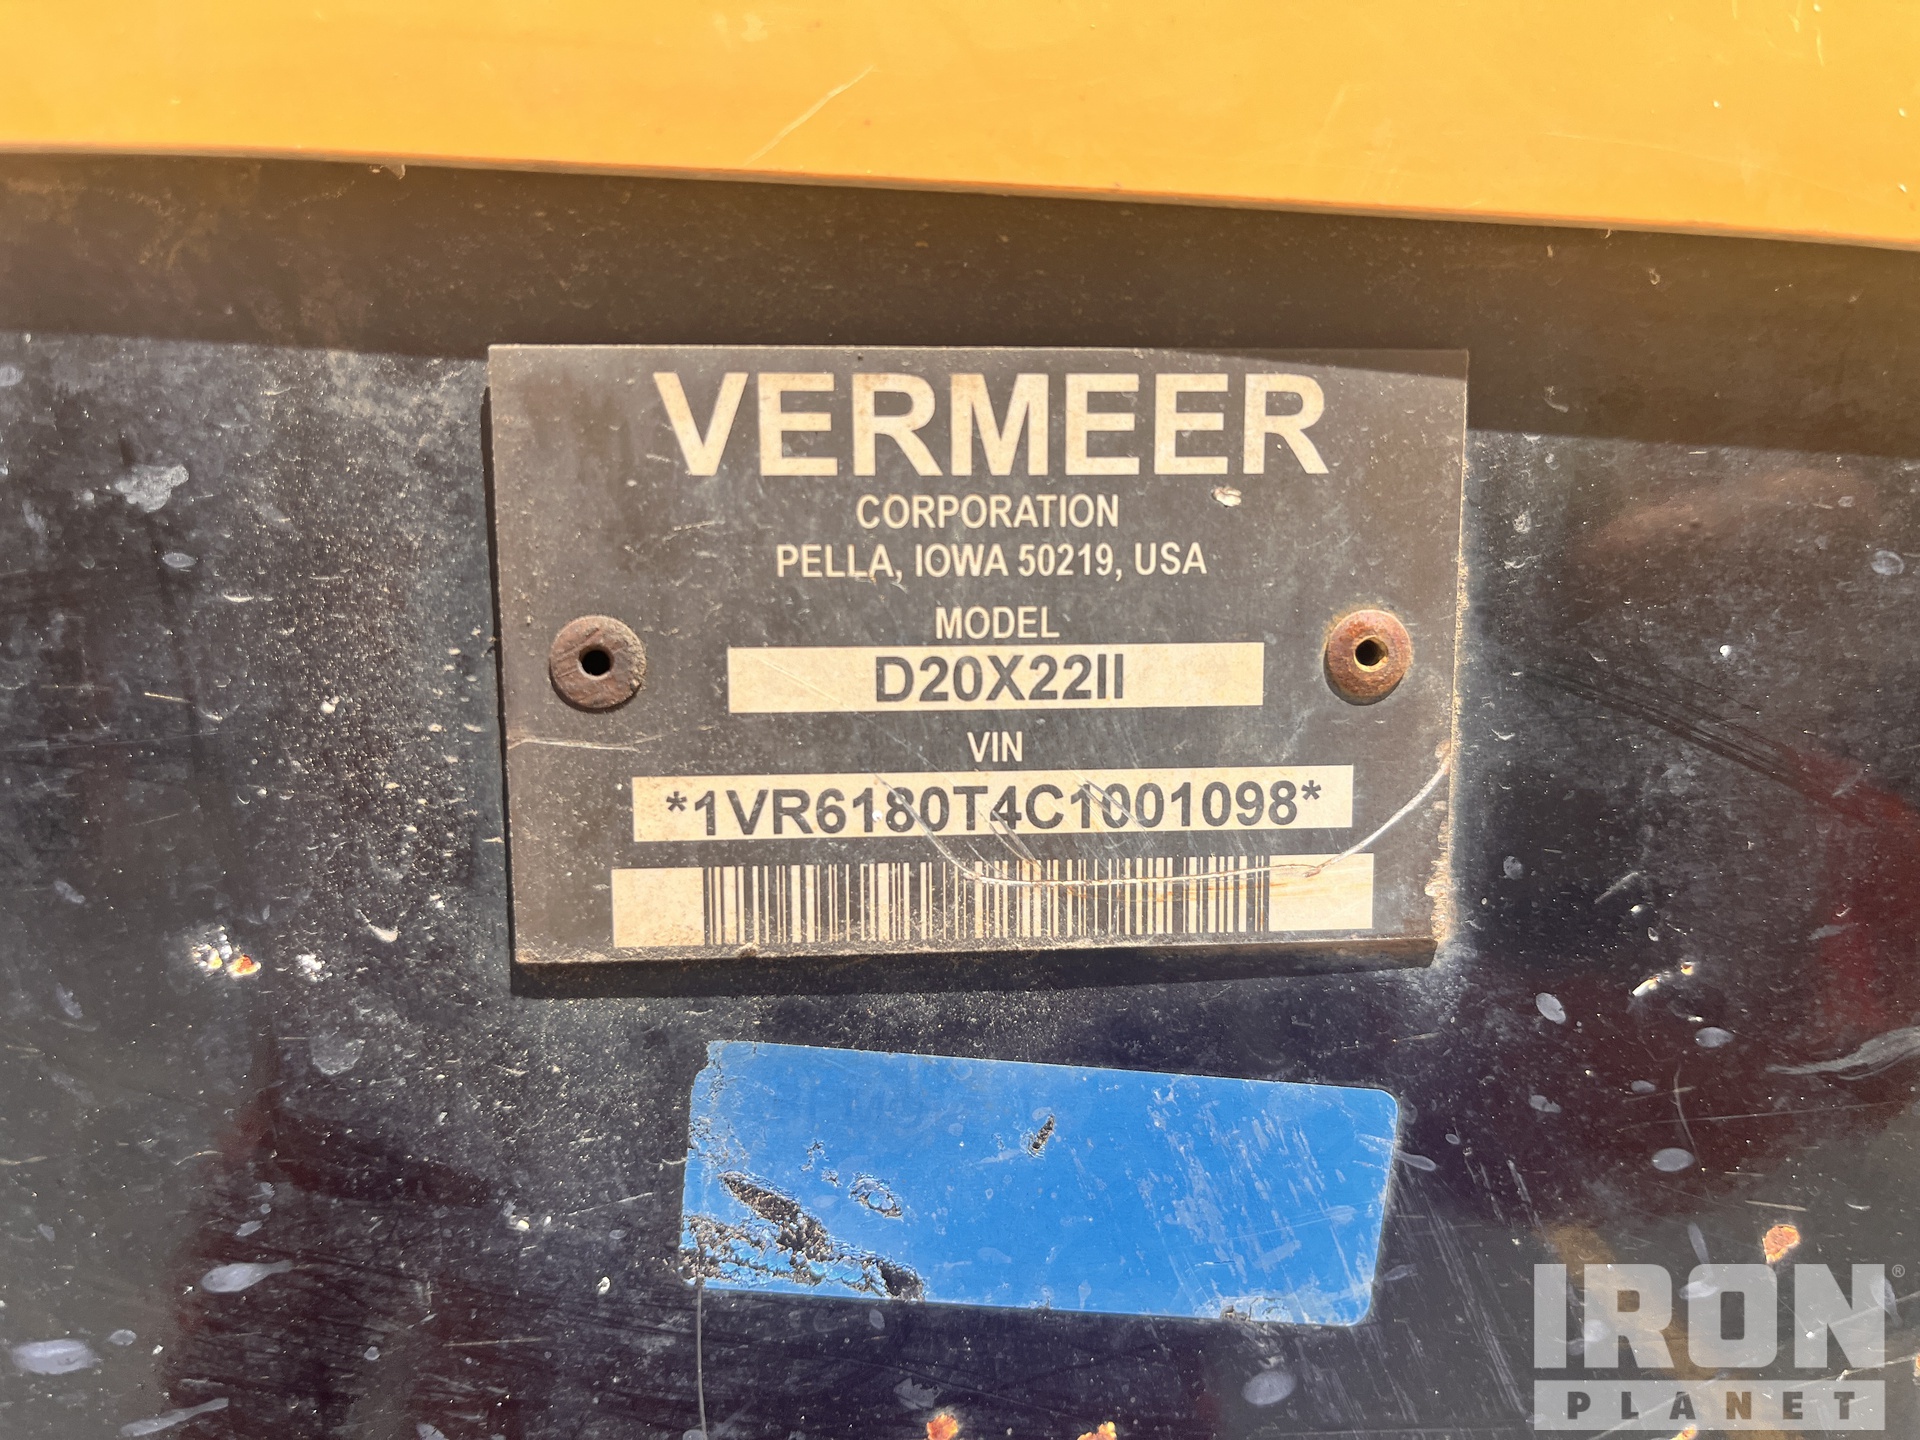 VERMEER
CORPORATION
PELLA, IOWA 50219, USA
MODEL
D20X22II
VIN
*1VR6180T4C1001098*
IRON®
PLANET